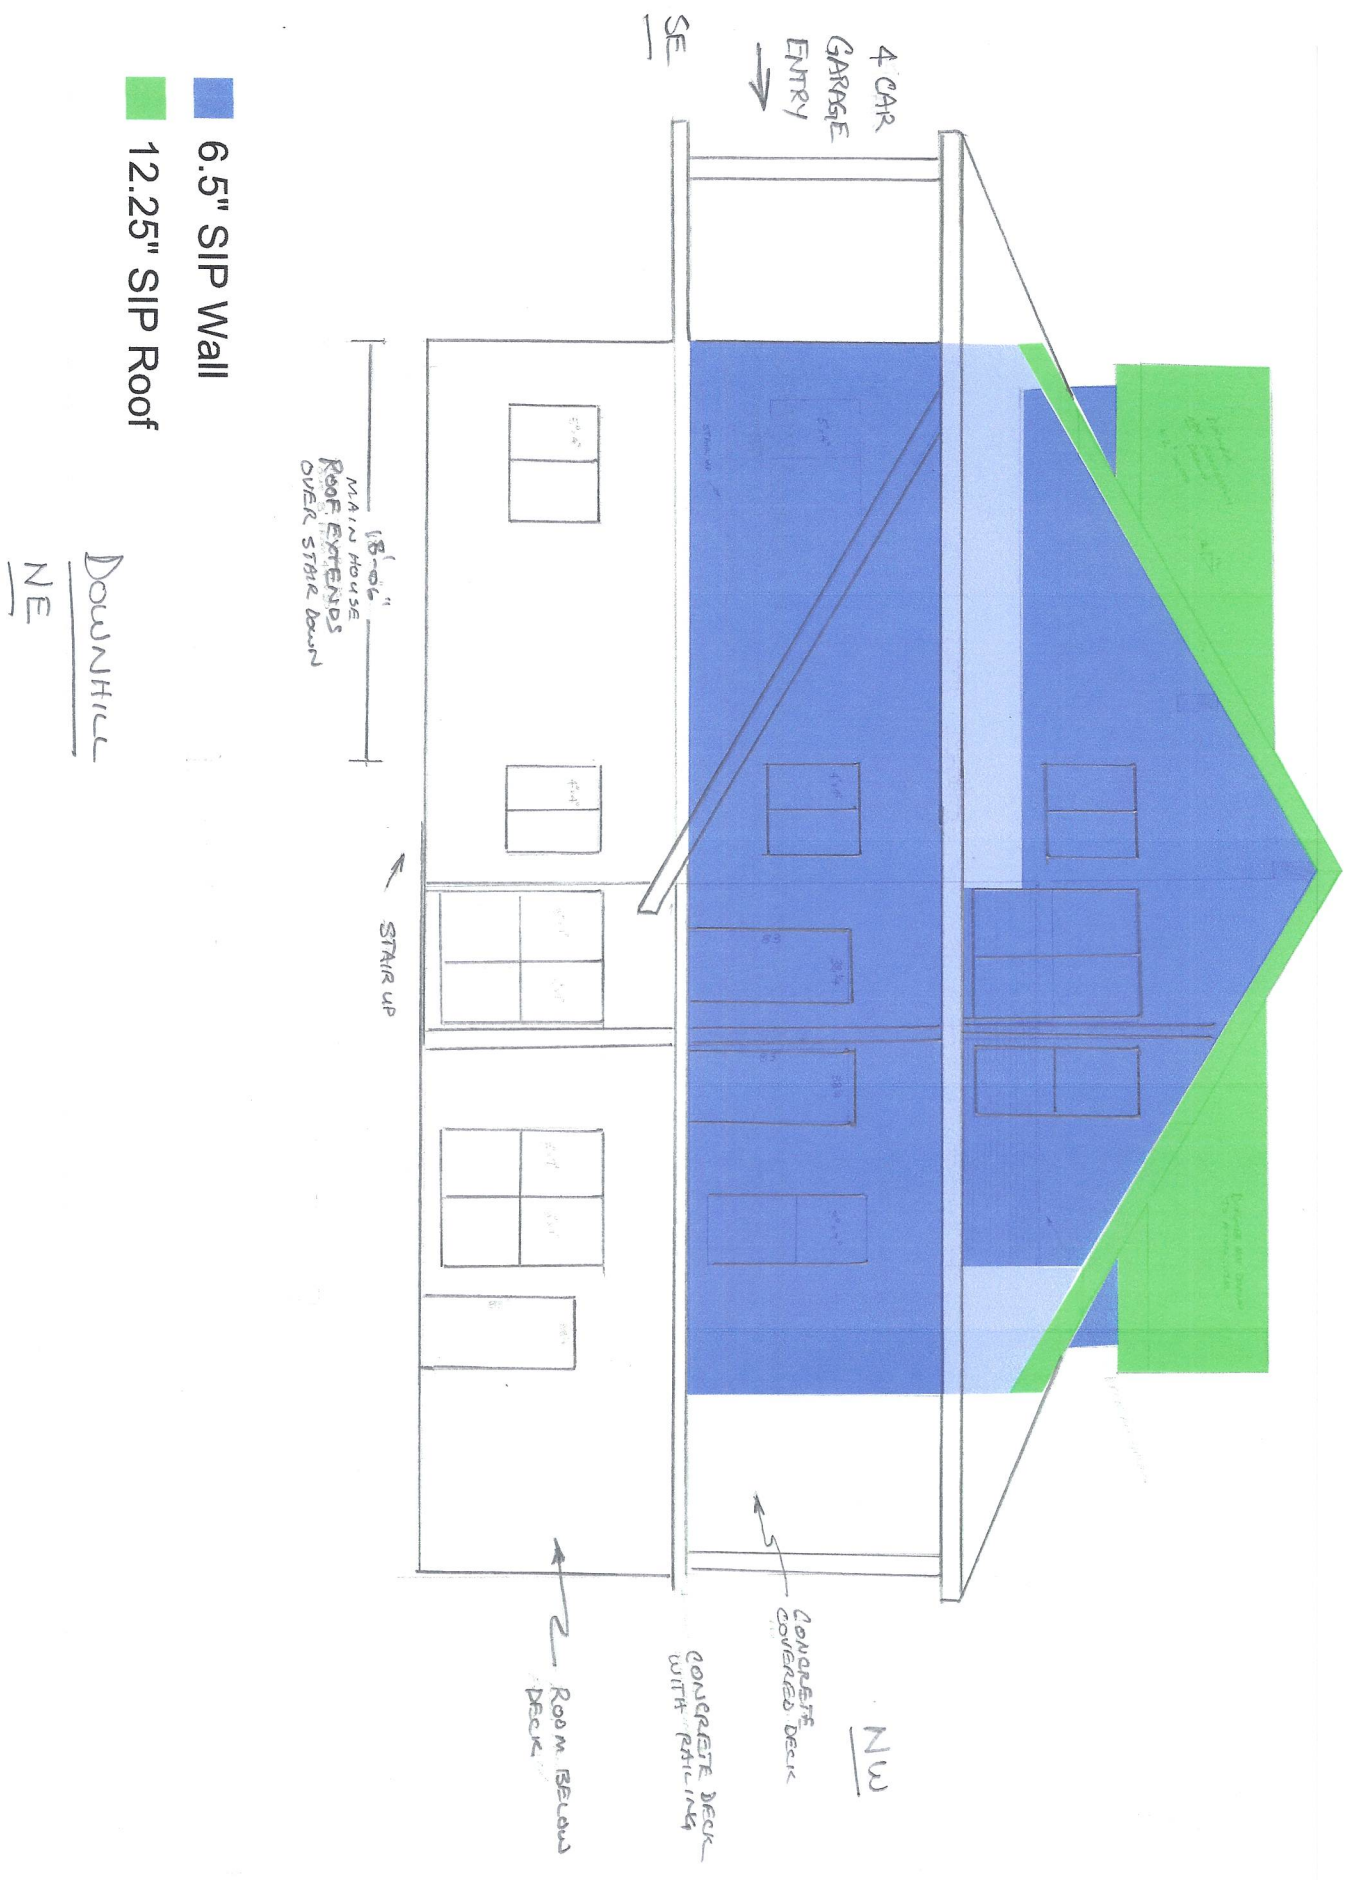 SE
4 CAR
GARAGE
ENTRY
6.5" SIP Wall
12.25" SIP Roof
18'-06"
MAIN HOUSE
ROOF EXTENDS
OVER STAIR DOWN
STAIR UP
DOWNHILL
NE
NW
CONCRETE
COVERED DECK
CONCRETE DECK
WITH RAILING
ROOM BELOW
DECK